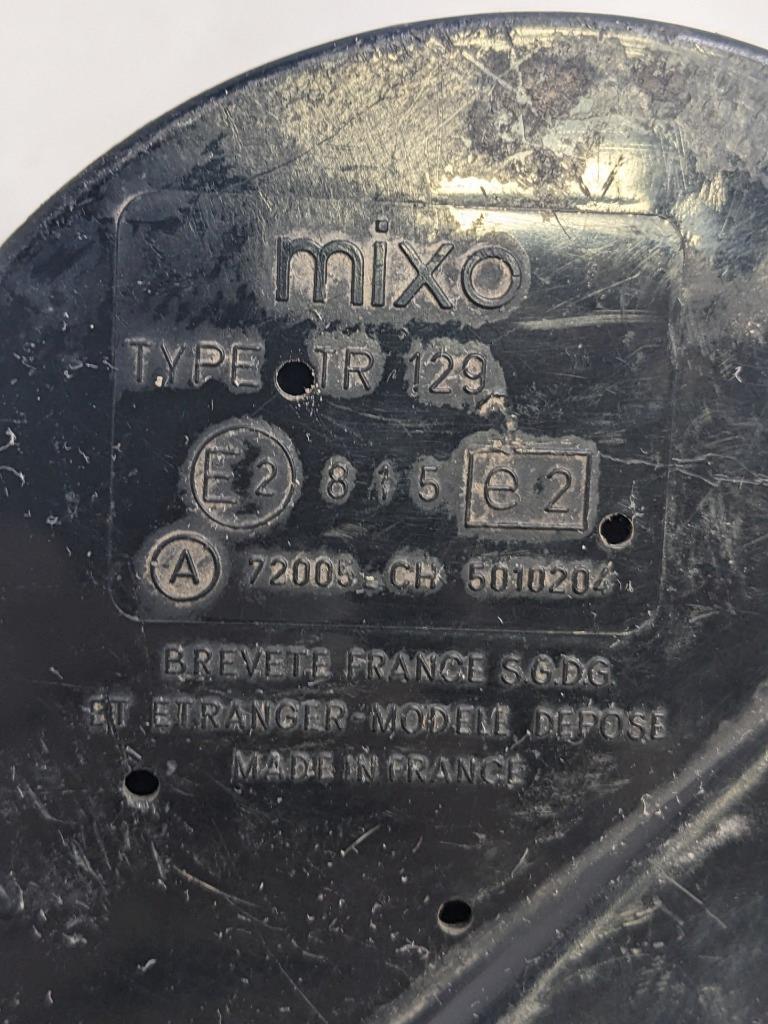 mixo
TYPE TR 129
E2 815 e2
A 72005 CH 5010204
BREVETE FRANCE S.G.D.G.
ET ETRANGER-MODELE DEPOSE
MADE IN FRANCE